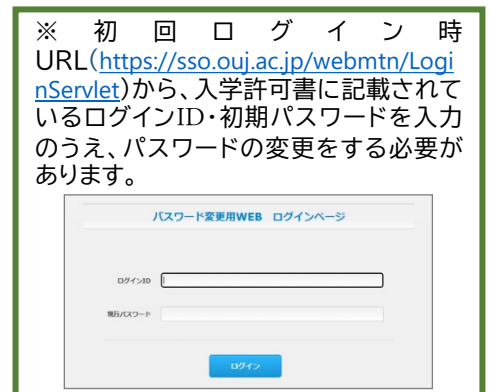 ※初回ログイン時
URL(https://sso.ouj.ac.jp/webmtn/Logi
nServlet)から、入学許可書に記載されて
いるログインID・初期パスワードを入力
のうえ、パスワードの変更をする必要が
あります。
パスワード変更用WEB ログインページ
ログインID
現行パスワード
ログイン